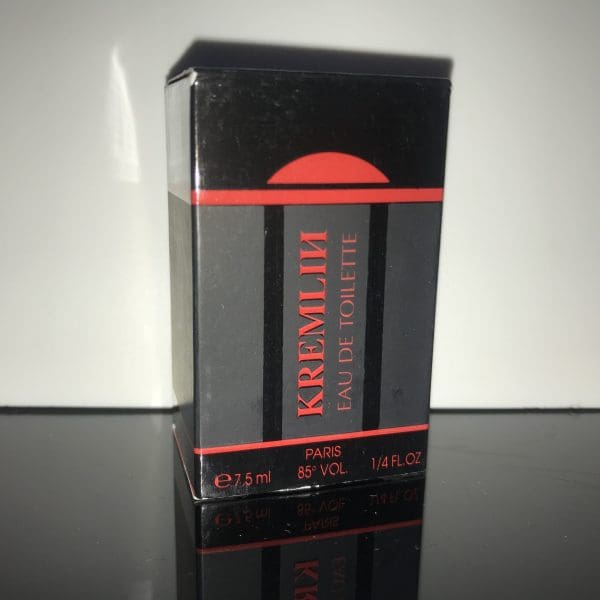 KREMLIИ
EAU DE TOILETTE
PARIS
℮ 7,5 ml 85° VOL. 1/4 FL.OZ